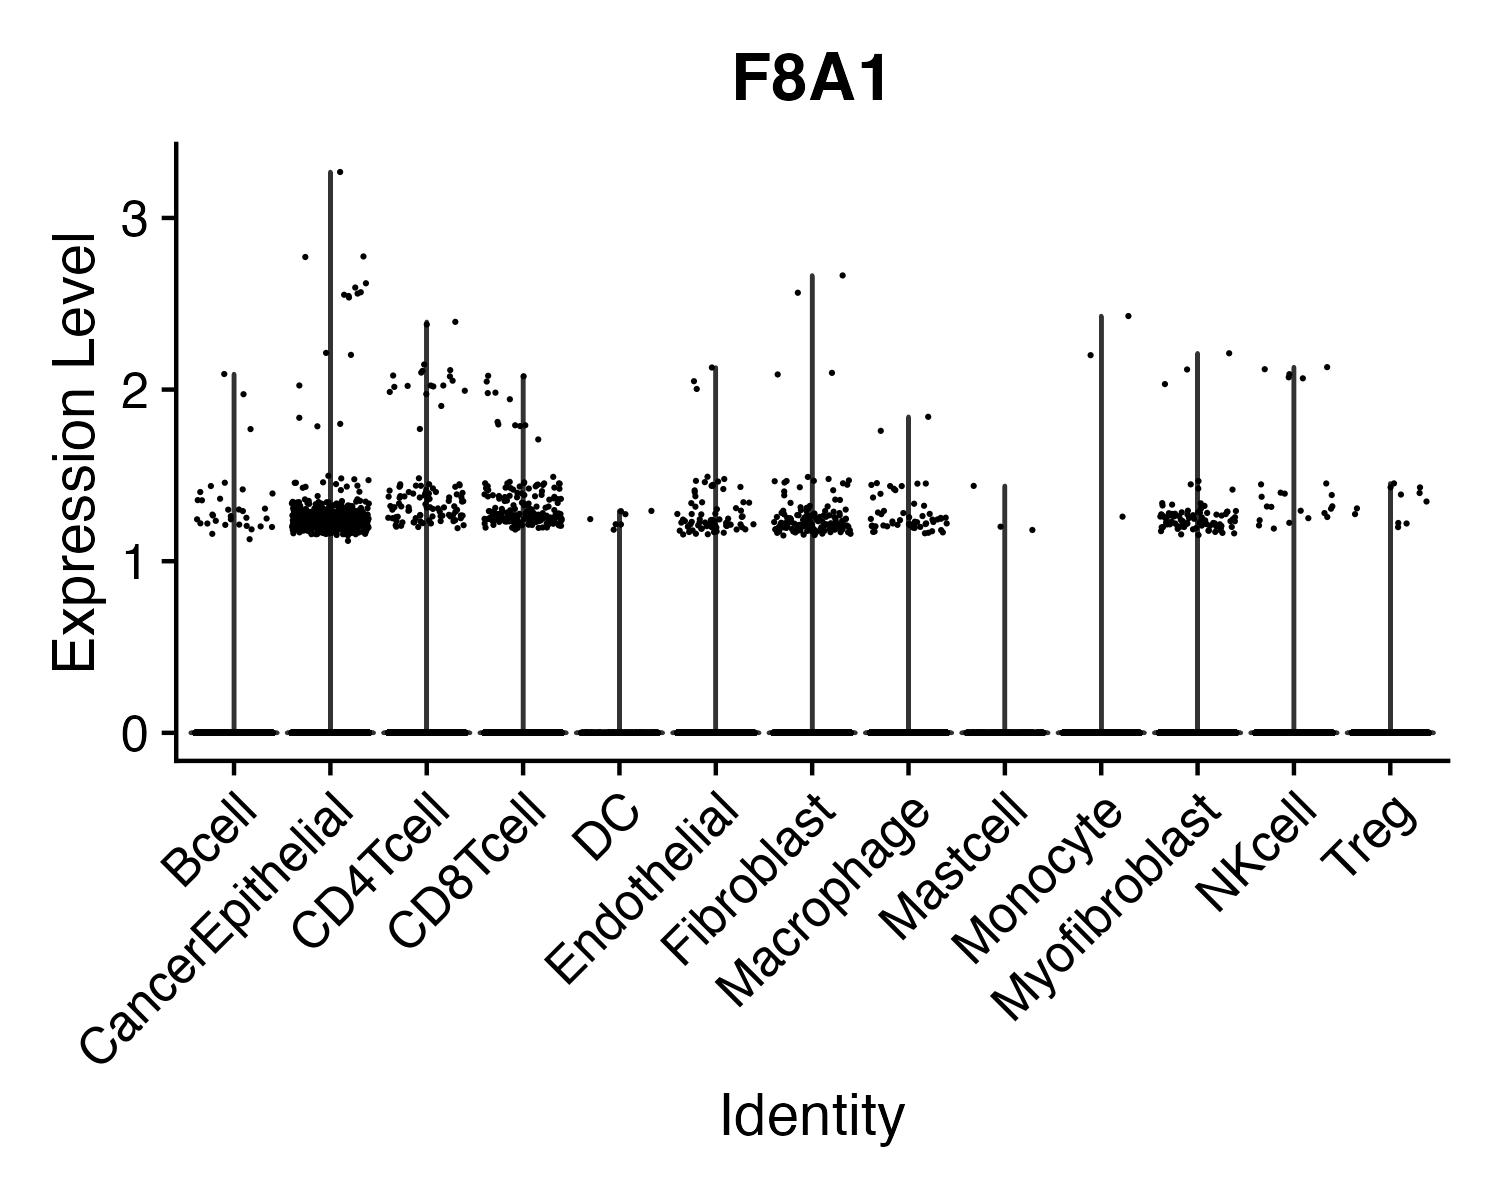 F8A1
Expression Level
3
2
1
0
Bcell
CancerEpithelial
CD4Tcell
CD8Tcell
DC
Endothelial
Fibroblast
Macrophage
Mastcell
Monocyte
Myofibroblast
NKcell
Treg
Identity